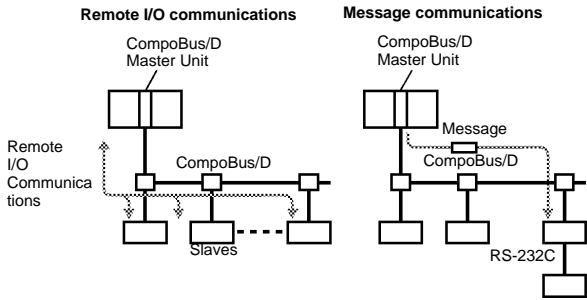 Remote I/O communications
CompoBus/D
Master Unit
Remote
I/O
Communica
tions
CompoBus/D
Slaves
Message communications
CompoBus/D
Master Unit
Message
CompoBus/D
RS-232C